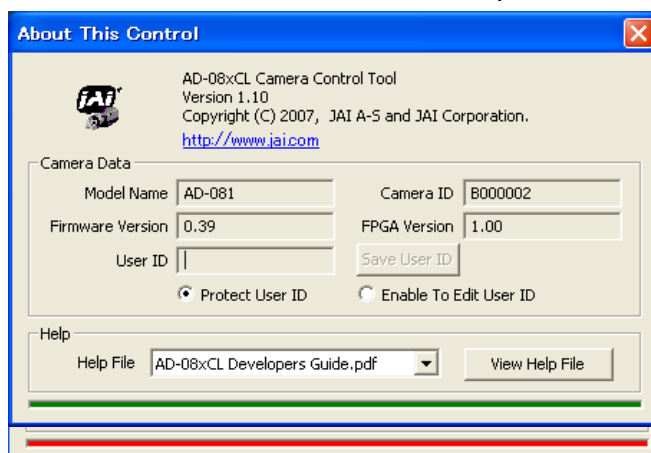 About This Control
JAI
AD-08xCL Camera Control Tool
Version 1.10
Copyright (C) 2007, JAI A-S and JAI Corporation.
http://www.jai.com
Camera Data
Model Name AD-081 Camera ID B000002
Firmware Version 0.39 FPGA Version 1.00
User ID Save User ID
Protect User ID Enable To Edit User ID
Help
Help File AD-08xCL Developers Guide.pdf View Help File